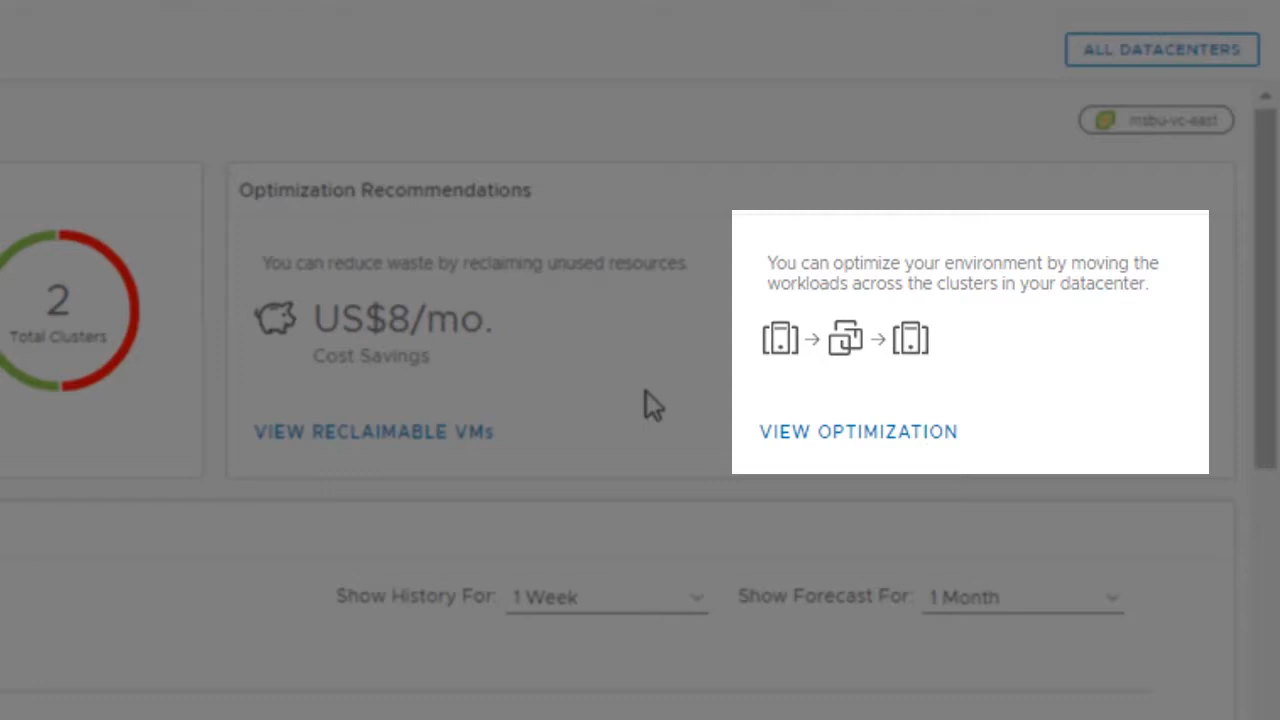 ALL DATACENTERS
msbu-vc-east
Optimization Recommendations
2
Total Clusters
You can reduce waste by reclaiming unused resources.
US$8/mo.
Cost Savings
VIEW RECLAIMABLE VMs
You can optimize your environment by moving the
workloads across the clusters in your datacenter.
VIEW OPTIMIZATION
Show History For: 1 Week
Show Forecast For: 1 Month